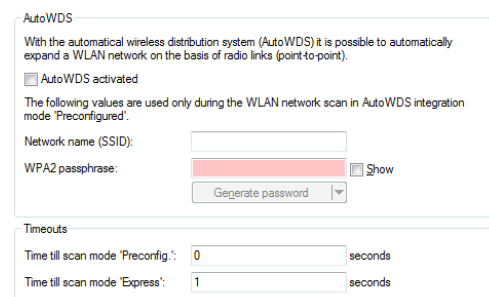 AutoWDS
With the automatical wireless distribution system (AutoWDS) it is possible to automatically
expand a WLAN network on the basis of radio links (point-to-point).
AutoWDS activated
The following values are used only during the WLAN network scan in AutoWDS integration
mode 'Preconfigured'.
Network name (SSID):
WPA2 passphrase:
Show
Generate password
Timeouts
Time till scan mode 'Preconfig.': 0 seconds
Time till scan mode 'Express': 1 seconds